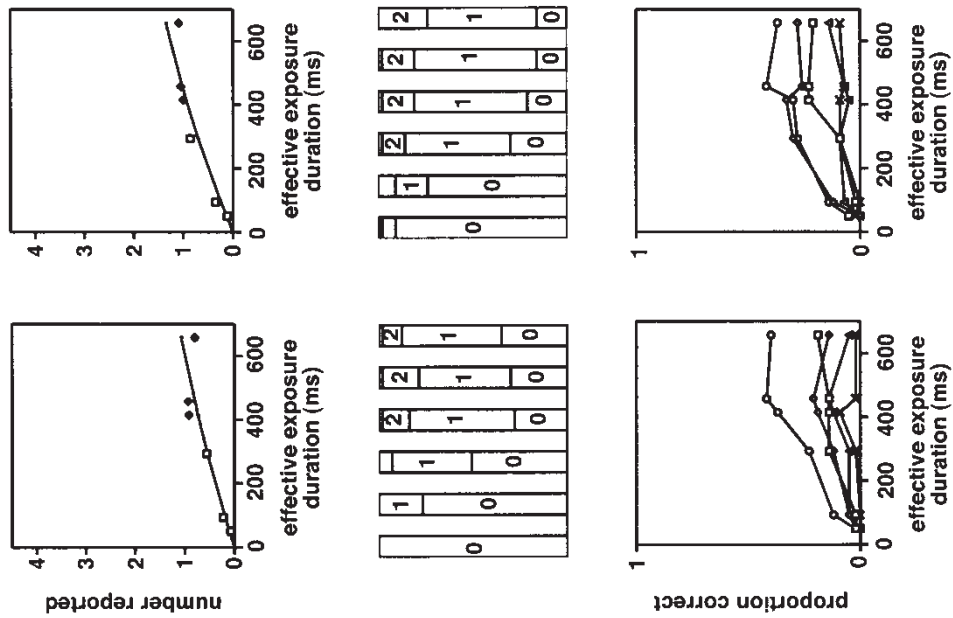 number reported
4
3
2
1
0
0 200 400 600
effective exposure
duration (ms)
4
3
2
1
0
0 200 400 600
effective exposure
duration (ms)
0
1 0
1 0
2 1 0
2 1 0
2 1 0
0
1 0
2 1 0
2 1 0
2 1 0
2 1 0
proportion correct
1
0
0 200 400 600
effective exposure
duration (ms)
1
0
0 200 400 600
effective exposure
duration (ms)